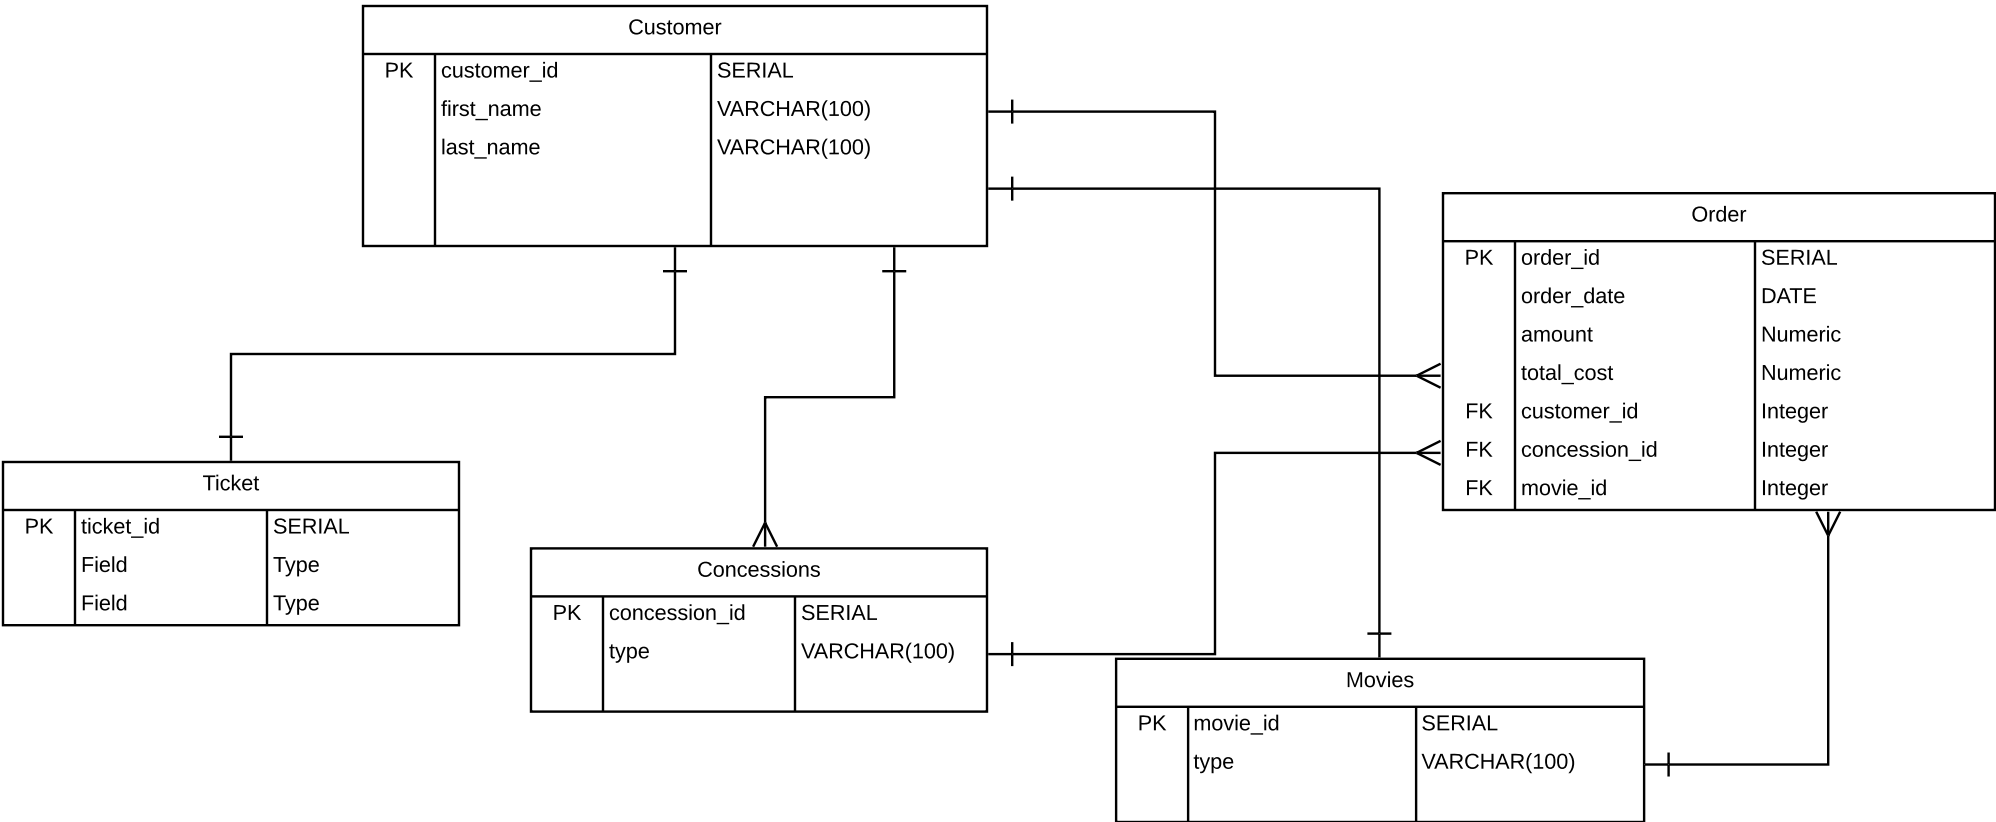 Customer
PK customer_id SERIAL
first_name VARCHAR(100)
last_name VARCHAR(100)
Order
PK order_id SERIAL
order_date DATE
amount Numeric
total_cost Numeric
FK customer_id Integer
FK concession_id Integer
FK movie_id Integer
Ticket
PK ticket_id SERIAL
Field Type
Field Type
Concessions
PK concession_id SERIAL
type VARCHAR(100)
Movies
PK movie_id SERIAL
type VARCHAR(100)